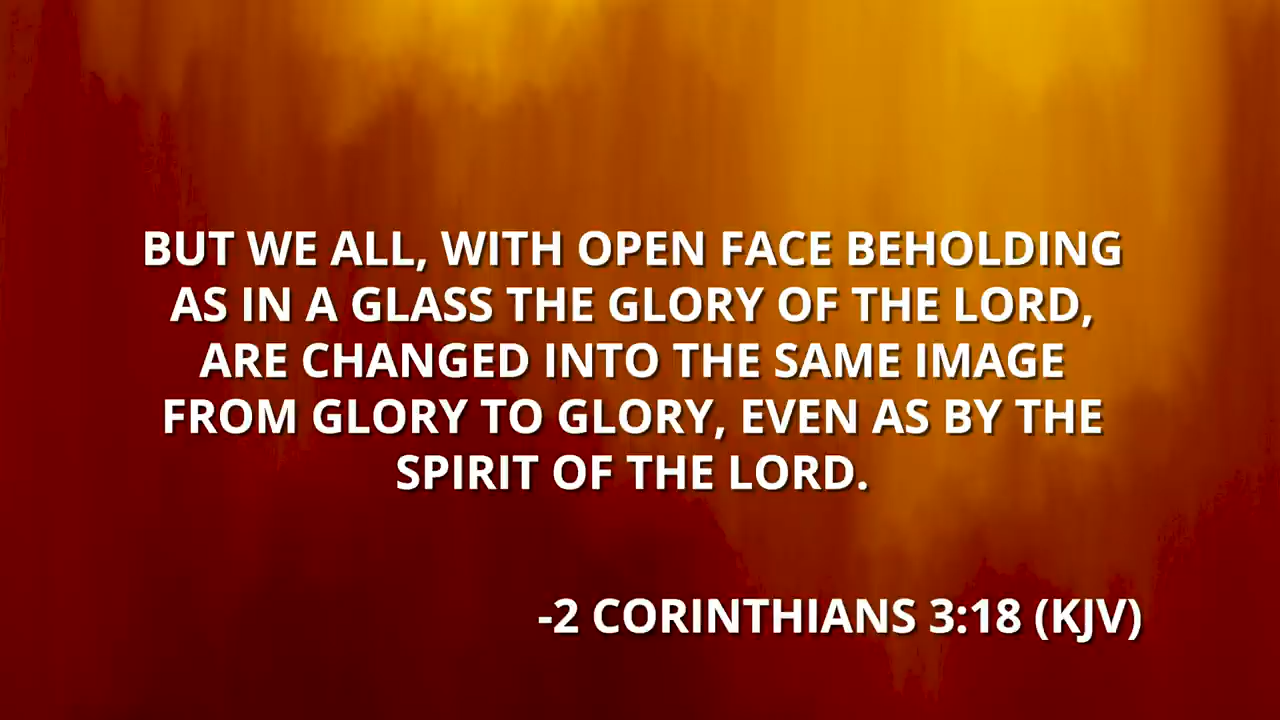 BUT WE ALL, WITH OPEN FACE BEHOLDING
AS IN A GLASS THE GLORY OF THE LORD,
ARE CHANGED INTO THE SAME IMAGE
FROM GLORY TO GLORY, EVEN AS BY THE
SPIRIT OF THE LORD.
-2 CORINTHIANS 3:18 (KJV)